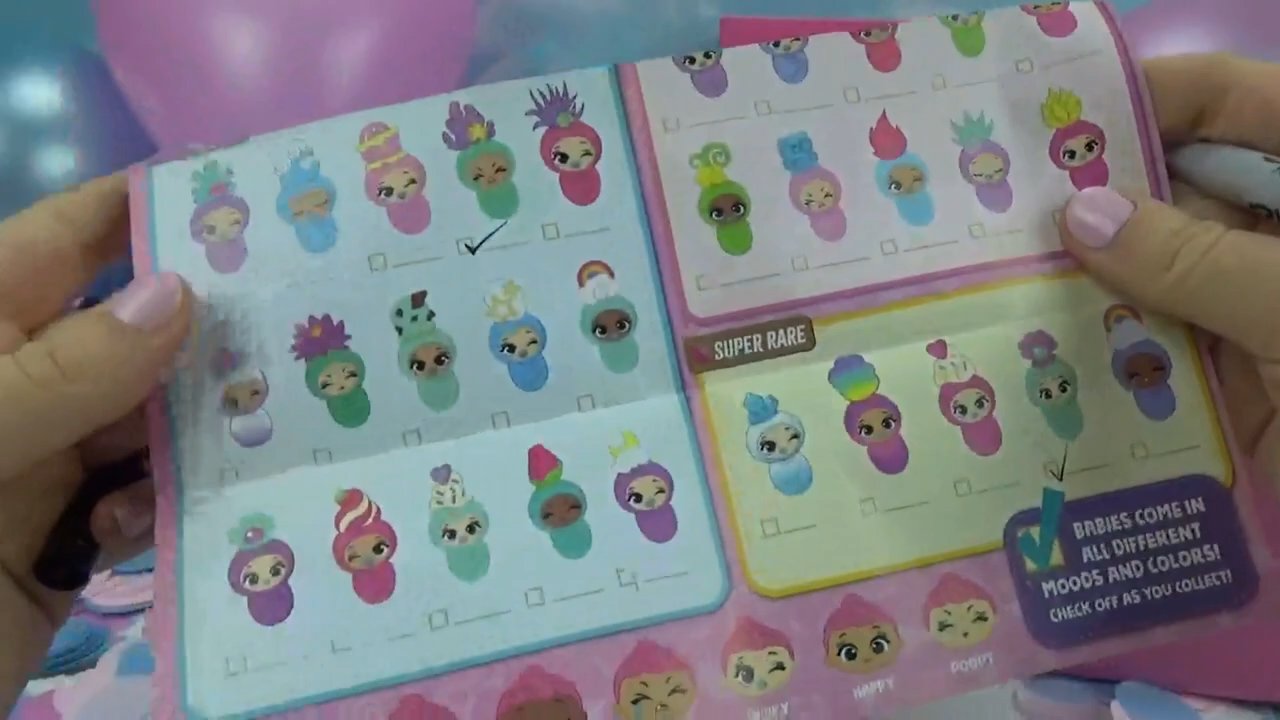 SUPER RARE
BABIES COME IN
ALL DIFFERENT
MOODS AND COLORS!
CHECK OFF AS YOU COLLECT!
HAPPY
POOPY